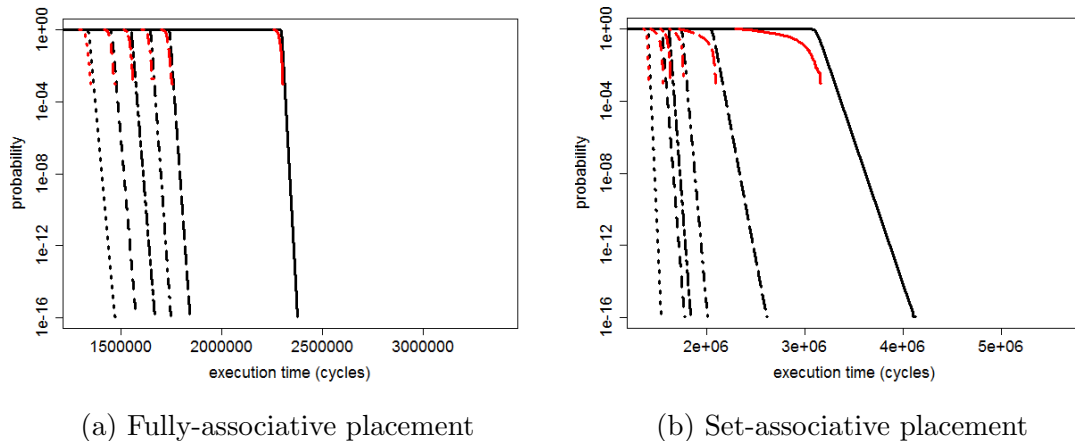 1e+00
1e-04
1e-08
1e-12
1e-16
probability
1500000 2000000 2500000 3000000
execution time (cycles)
(a) Fully-associative placement
1e+00
1e-04
1e-08
1e-12
1e-16
probability
2e+06 3e+06 4e+06 5e+06
execution time (cycles)
(b) Set-associative placement